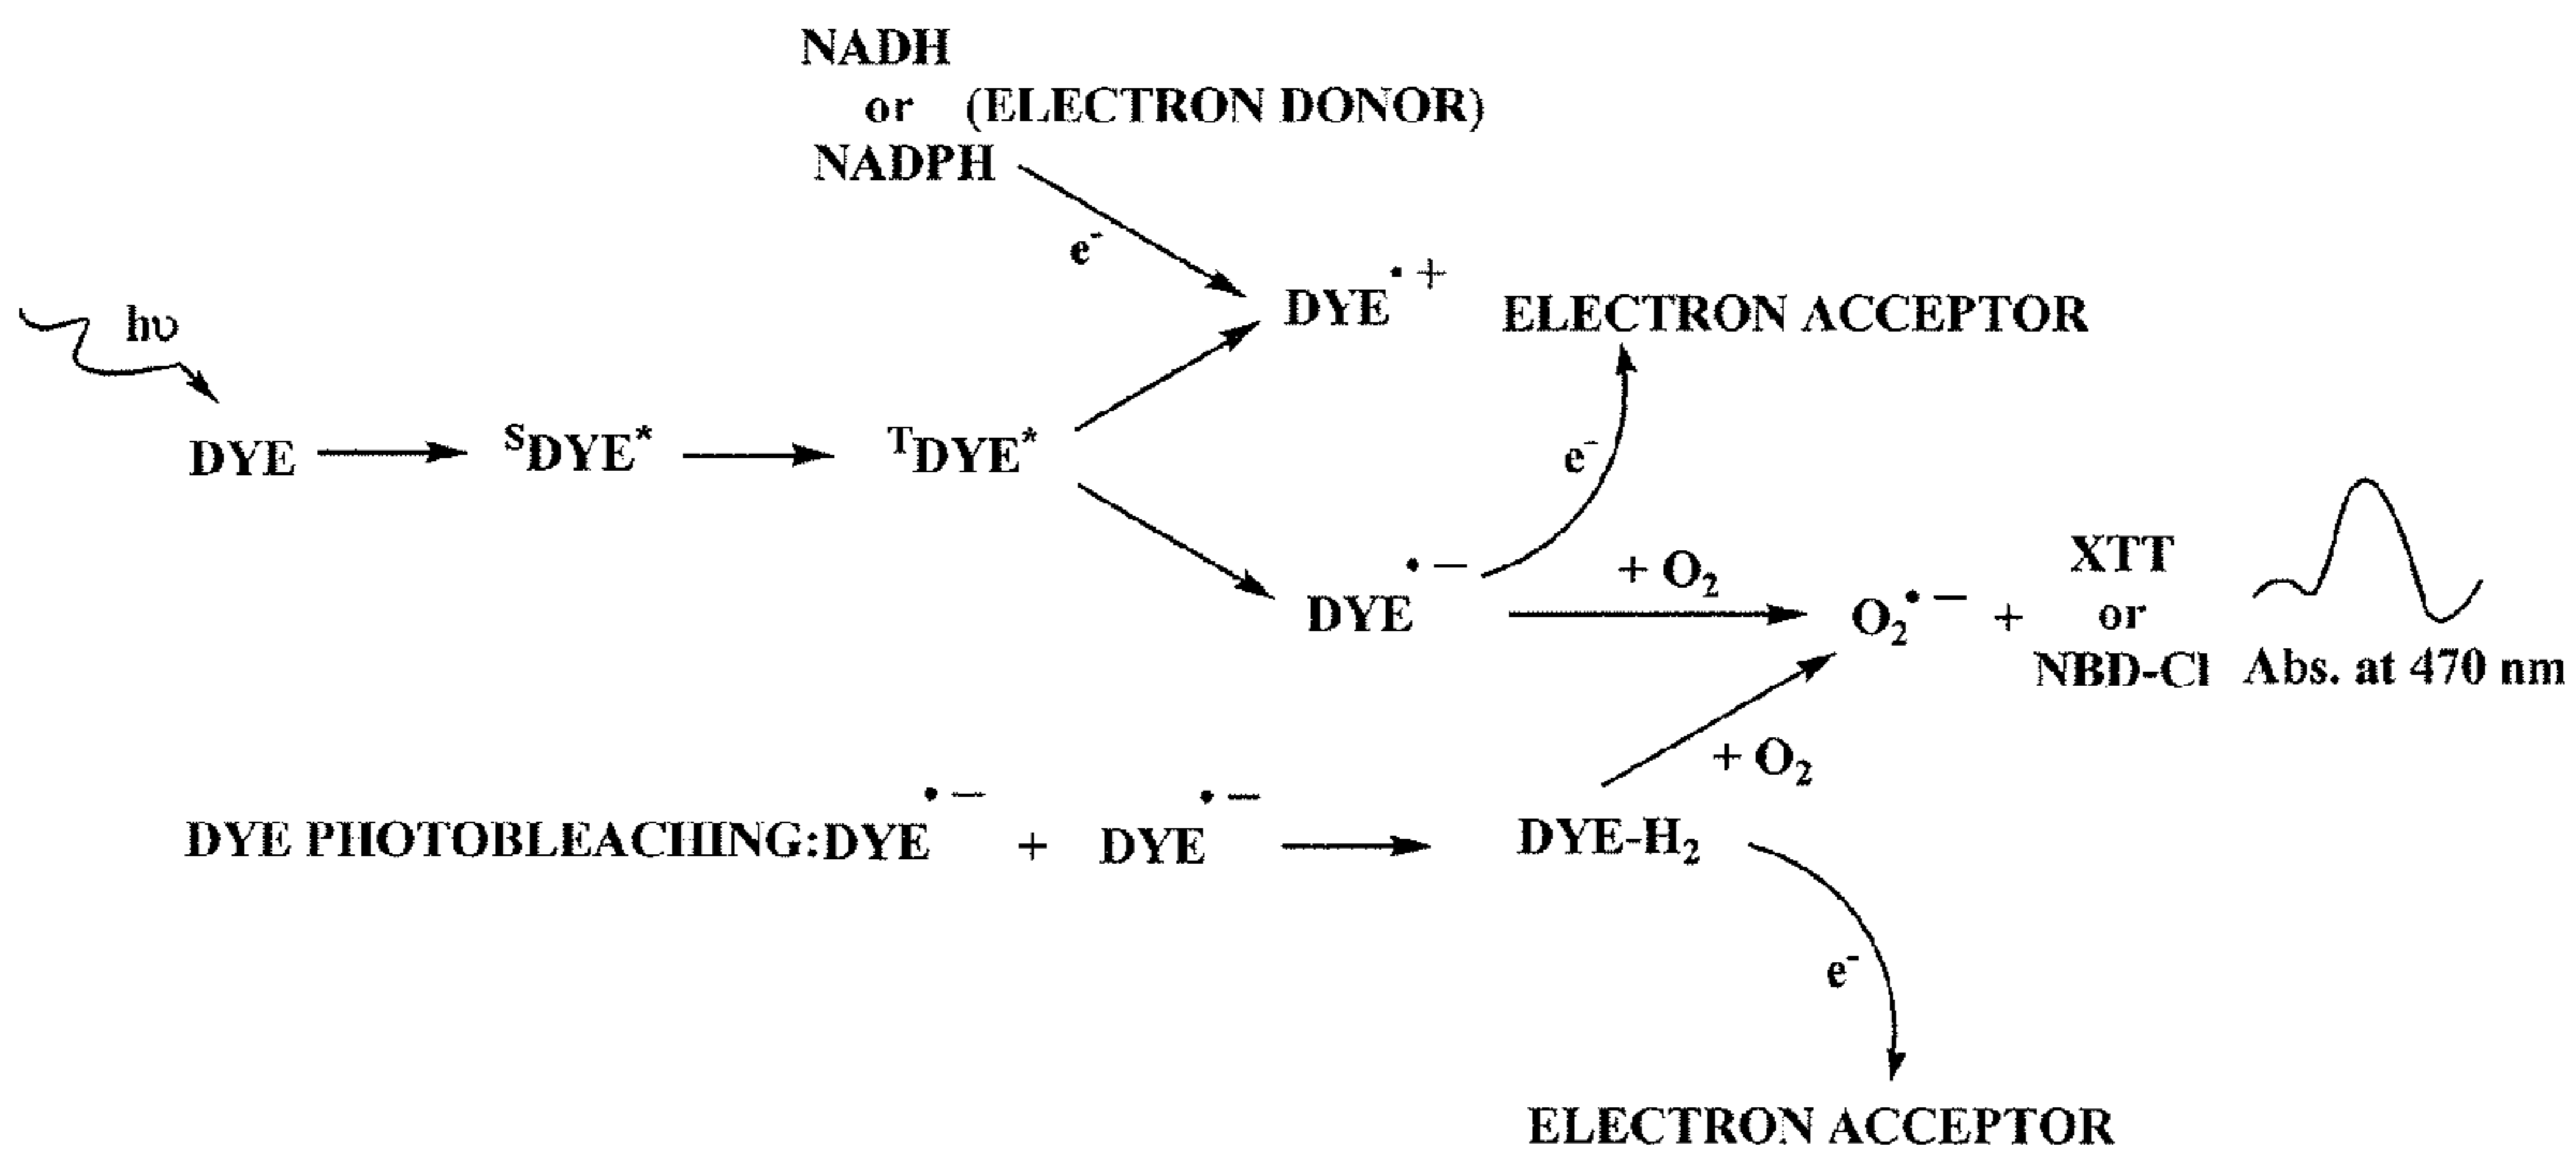 NADH
or (ELECTRON DONOR)
NADPH
e⁻
DYE•+ ELECTRON ACCEPTOR
hυ
DYE SDYE* TDYE*
e⁻
DYE•− + O₂ O₂•− + XTT
or
NBD-Cl Abs. at 470 nm
+ O₂
DYE PHOTOBLEACHING:DYE•− + DYE•− DYE-H₂
e⁻
ELECTRON ACCEPTOR